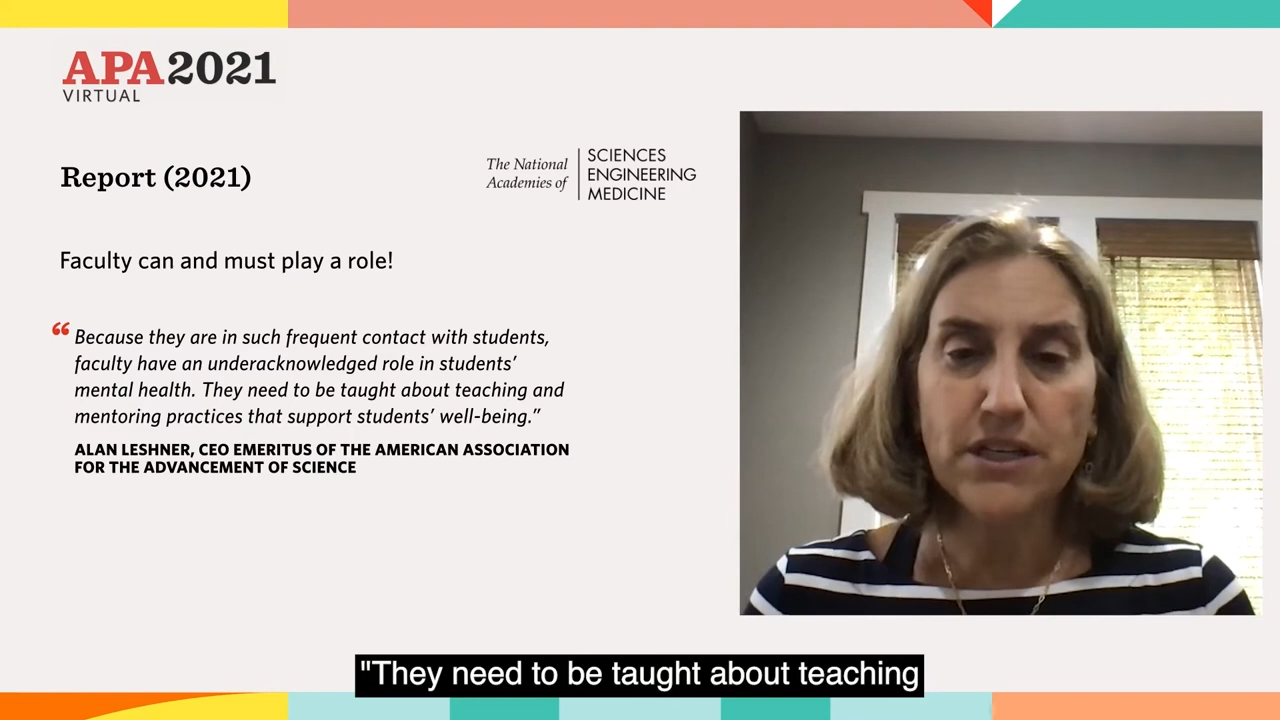 APA2021
VIRTUAL
Report (2021)
The National
Academies of
SCIENCES
ENGINEERING
MEDICINE
Faculty can and must play a role!
“Because they are in such frequent contact with students,
faculty have an underacknowledged role in students’
mental health. They need to be taught about teaching and
mentoring practices that support students’ well-being.”
ALAN LESHNER, CEO EMERITUS OF THE AMERICAN ASSOCIATION
FOR THE ADVANCEMENT OF SCIENCE
"They need to be taught about teaching